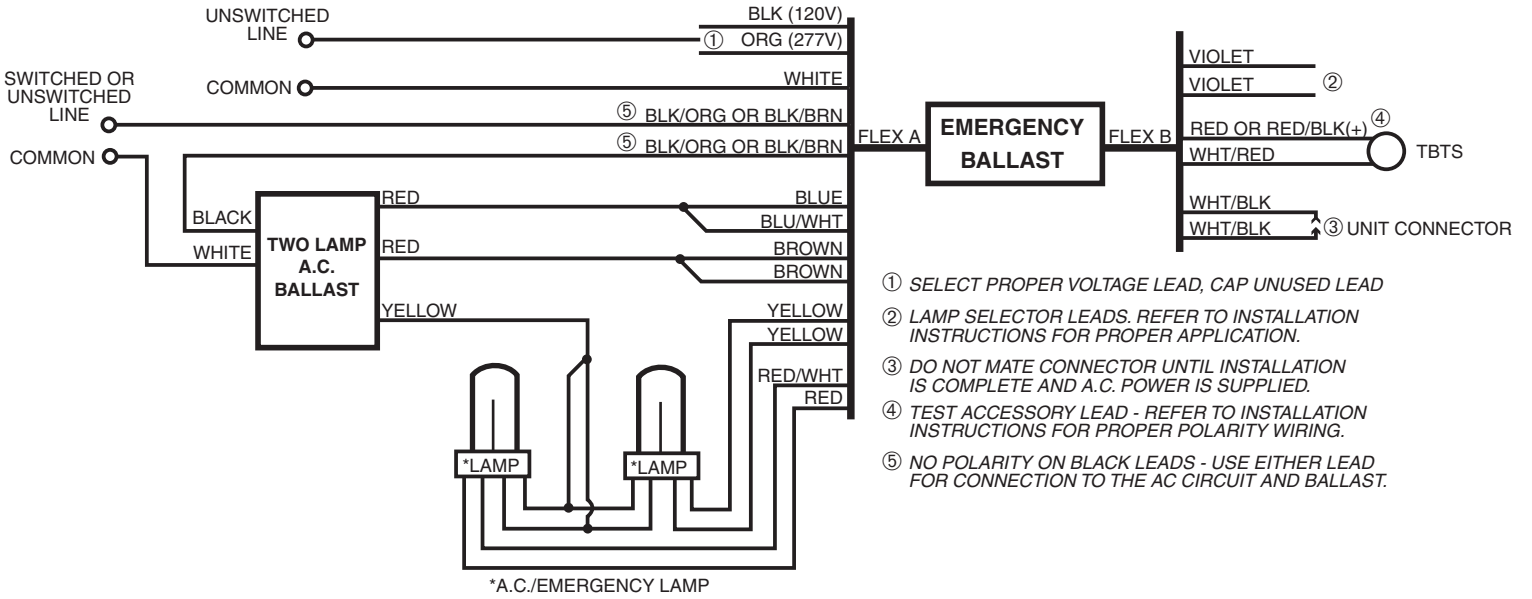 UNSWITCHED
LINE
BLK (120V)
① ORG (277V)
COMMON
WHITE
SWITCHED OR
UNSWITCHED
LINE
⑤ BLK/ORG OR BLK/BRN
COMMON
⑤ BLK/ORG OR BLK/BRN
BLACK
WHITE
TWO LAMP
A.C.
BALLAST
RED
RED
YELLOW
BLUE
BLU/WHT
BROWN
BROWN
YELLOW
YELLOW
RED/WHT
RED
*LAMP
*LAMP
*A.C./EMERGENCY LAMP
FLEX A
EMERGENCY
BALLAST
FLEX B
VIOLET
VIOLET
②
RED OR RED/BLK(+)
④
WHT/RED
TBTS
WHT/BLK
WHT/BLK
③ UNIT CONNECTOR
① SELECT PROPER VOLTAGE LEAD, CAP UNUSED LEAD
② LAMP SELECTOR LEADS. REFER TO INSTALLATION
INSTRUCTIONS FOR PROPER APPLICATION.
③ DO NOT MATE CONNECTOR UNTIL INSTALLATION
IS COMPLETE AND A.C. POWER IS SUPPLIED.
④ TEST ACCESSORY LEAD - REFER TO INSTALLATION
INSTRUCTIONS FOR PROPER POLARITY WIRING.
⑤ NO POLARITY ON BLACK LEADS - USE EITHER LEAD
FOR CONNECTION TO THE AC CIRCUIT AND BALLAST.